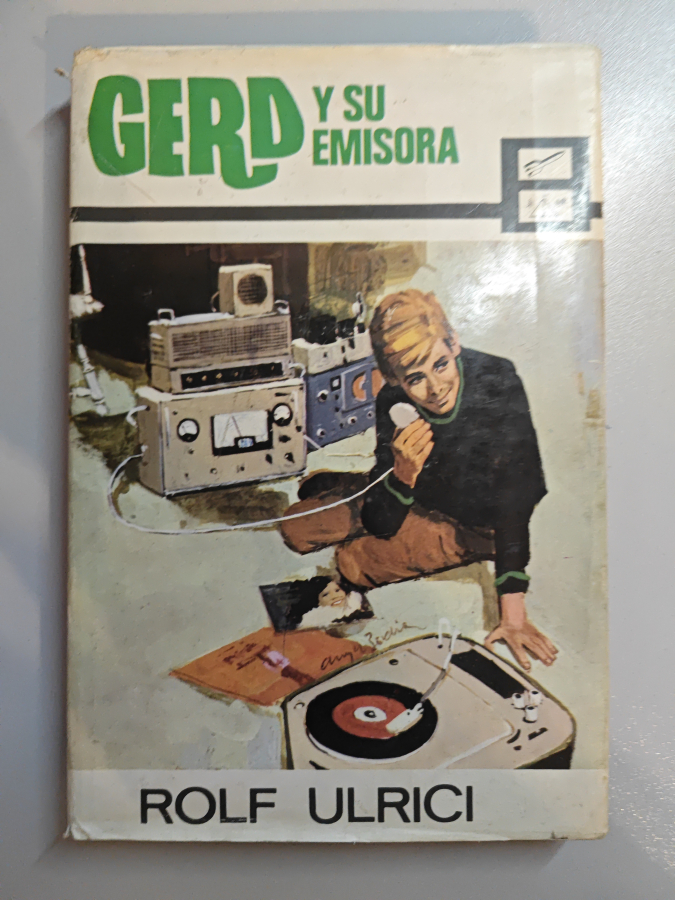 GERD Y SU
EMISORA
ROLF ULRICI